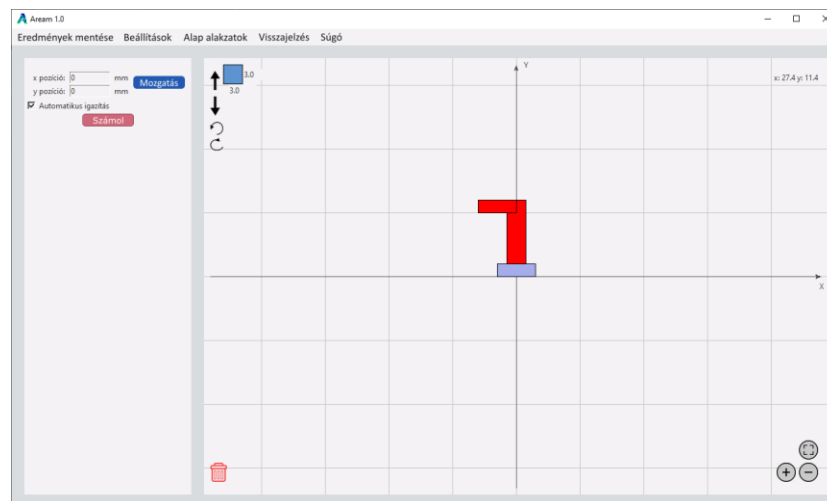 Aream 1.0
Eredmények mentése Beállítások Alap alakzatok Visszajelzés Súgó
x pozíció: 0 mm
Mozgatás
y pozíció: 0 mm
Automatikus igazítás
Számol
3.0
3.0
Y
x: 27.4 y: 11.4
X